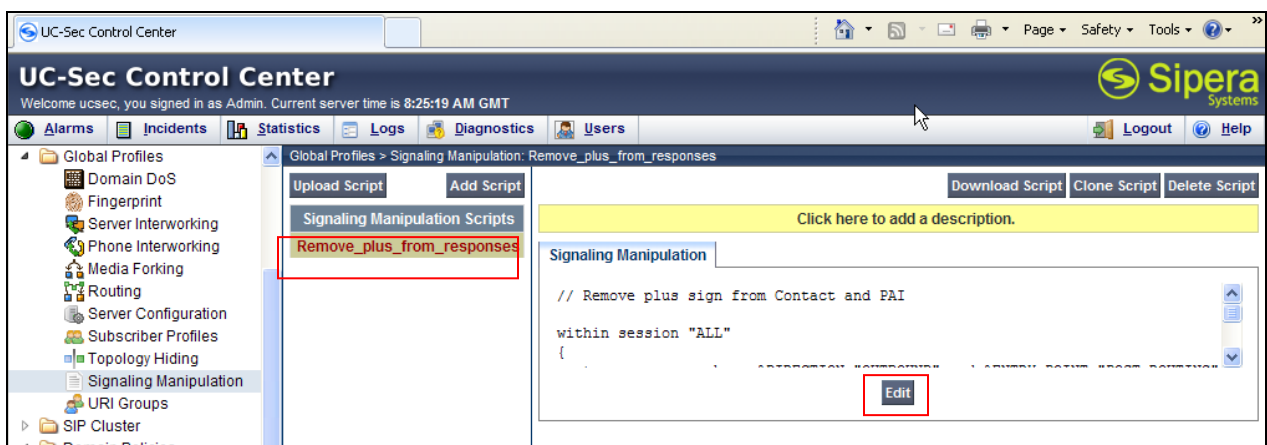 UC-Sec Control Center
Page
Safety
Tools
»
UC-Sec Control Center
Welcome ucsec, you signed in as Admin. Current server time is 8:25:19 AM GMT
Sipera
Systems
Alarms Incidents Statistics Logs Diagnostics Users Logout Help
Global Profiles
Domain DoS
Fingerprint
Server Interworking
Phone Interworking
Media Forking
Routing
Server Configuration
Subscriber Profiles
Topology Hiding
Signaling Manipulation
URI Groups
SIP Cluster
Global Profiles > Signaling Manipulation: Remove_plus_from_responses
Upload Script Add Script
Signaling Manipulation Scripts
Remove_plus_from_responses
Download Script Clone Script Delete Script
Click here to add a description.
Signaling Manipulation
// Remove plus sign from Contact and PAI
within session "ALL"
{
Edit